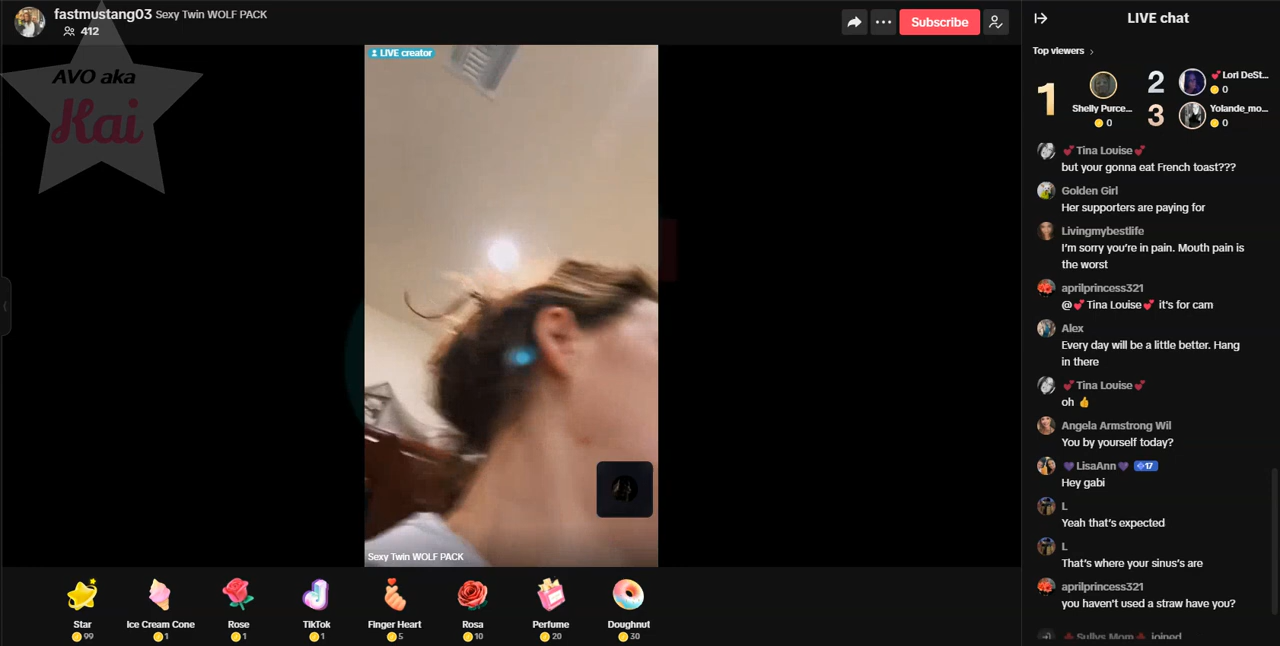 fastmustang03 Sexy Twin WOLF PACK
412
Subscribe
AVO aka
Kai
LIVE creator
Sexy Twin WOLF PACK
Star
99
Ice Cream Cone
1
Rose
1
TikTok
1
Finger Heart
5
Rosa
10
Perfume
20
Doughnut
30
LIVE chat
Top viewers
1
Shelly Purce...
0
2
💕Lori DeSt...
0
3
Yolande_mo...
0
💕Tina Louise💕
but your gonna eat French toast???
Golden Girl
Her supporters are paying for
Livingmybestlife
I'm sorry you're in pain. Mouth pain is
the worst
aprilprincess321
@💕Tina Louise💕 it's for cam
Alex
Every day will be a little better. Hang
in there
💕Tina Louise💕
oh 👍
Angela Armstrong Wil
You by yourself today?
💜LisaAnn💜 17
Hey gabi
L
Yeah that's expected
L
That's where your sinus's are
aprilprincess321
you haven't used a straw have you?
Sullys Mom joined